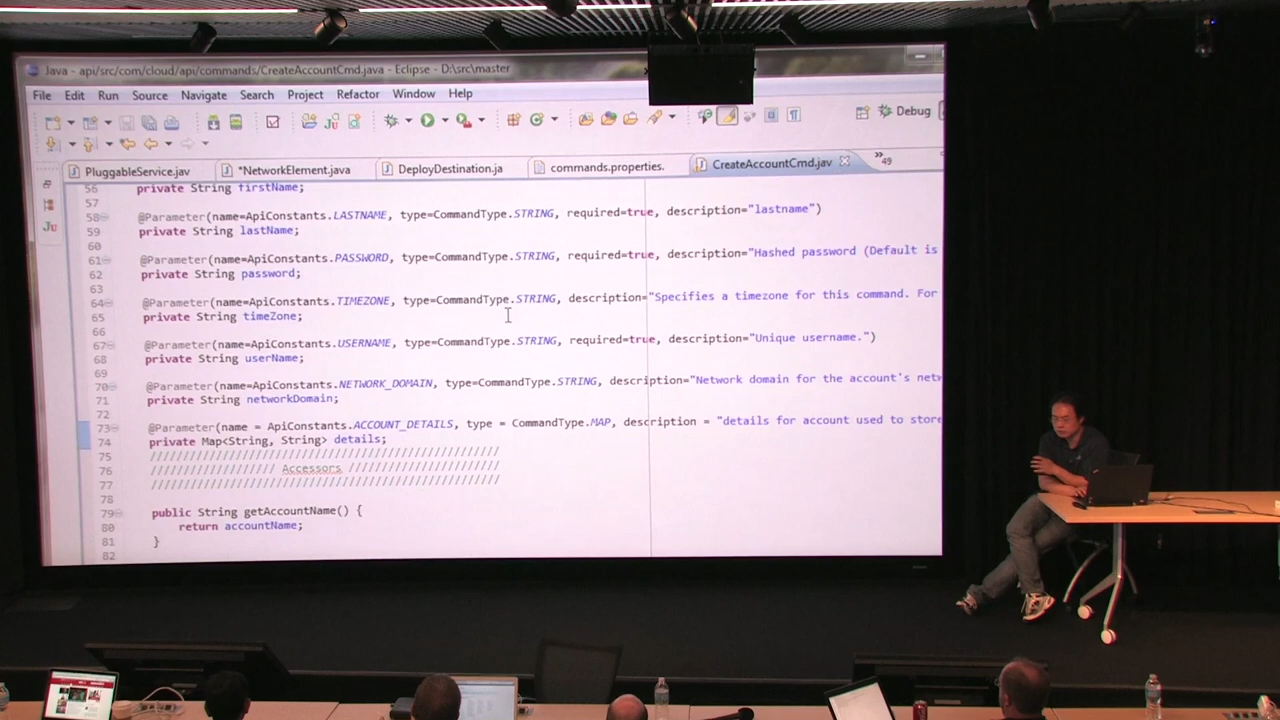 Java - api/src/com/cloud/api/commands/CreateAccountCmd.java - Eclipse - D:\src\master
File Edit Run Source Navigate Search Project Refactor Window Help
Debug
PluggableService.jav *NetworkElement.java DeployDestination.ja commands.properties. CreateAccountCmd.jav »49
56 private String firstName;
57
58 @Parameter(name=ApiConstants.LASTNAME, type=CommandType.STRING, required=true, description="lastname")
59 private String lastName;
60
61 @Parameter(name=ApiConstants.PASSWORD, type=CommandType.STRING, required=true, description="Hashed password (Default is
62 private String password;
63
64 @Parameter(name=ApiConstants.TIMEZONE, type=CommandType.STRING, description="Specifies a timezone for this command. For
65 private String timeZone;
66
67 @Parameter(name=ApiConstants.USERNAME, type=CommandType.STRING, required=true, description="Unique username.")
68 private String userName;
69
70 @Parameter(name=ApiConstants.NETWORK_DOMAIN, type=CommandType.STRING, description="Network domain for the account's netw
71 private String networkDomain;
72
73 @Parameter(name = ApiConstants.ACCOUNT_DETAILS, type = CommandType.MAP, description = "details for account used to store
74 private Map<String, String> details;
75 /////////////////////////////////////////////////////
76 /////////////////// Accessors ///////////////////////
77 /////////////////////////////////////////////////////
78
79 public String getAccountName() {
80 return accountName;
81 }
82